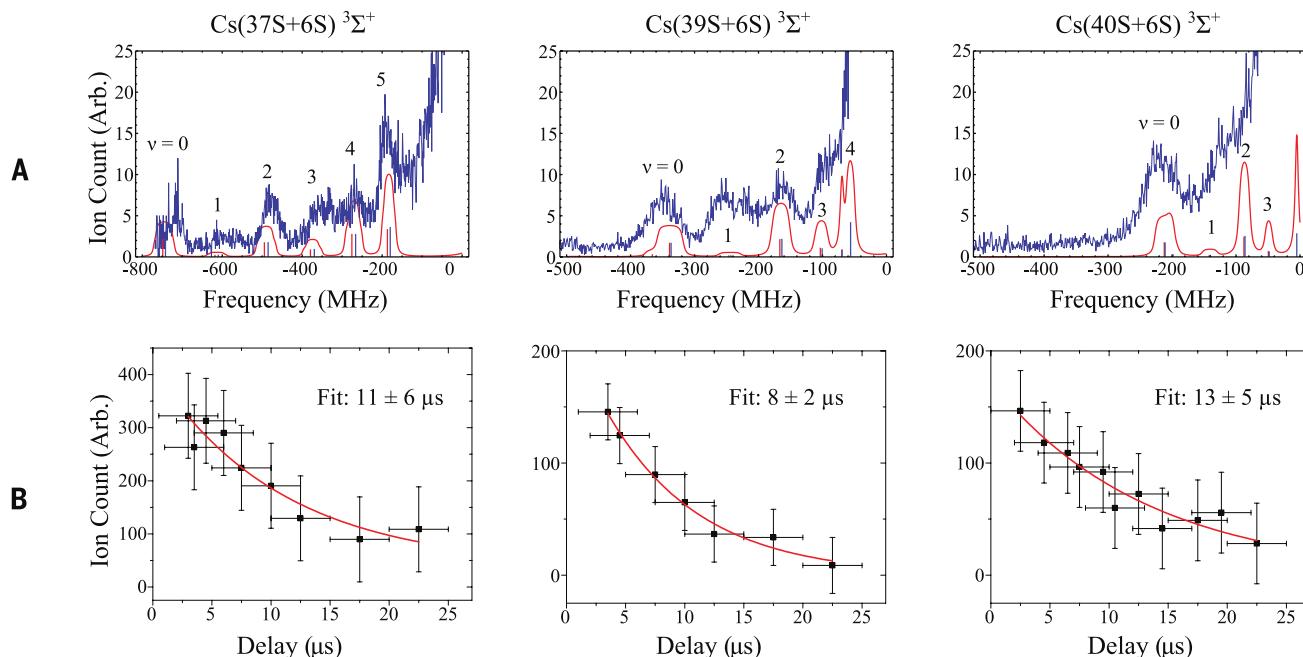 Cs(37S+6S) ³Σ⁺ Cs(39S+6S) ³Σ⁺ Cs(40S+6S) ³Σ⁺
A
Ion Count (Arb.)
25 20 15 10 5 0
ν = 0 1 2 3 4 5
-800 -600 -400 -200 0
Frequency (MHz)
25 20 15 10 5 0
ν = 0 1 2 3 4
-500 -400 -300 -200 -100 0
Frequency (MHz)
25 20 15 10 5 0
ν = 0 1 2 3
-500 -400 -300 -200 -100 0
Frequency (MHz)
B
Ion Count (Arb.)
400 300 200 100 0
Fit: 11 ± 6 μs
0 5 10 15 20 25
Delay (μs)
200 100 0
Fit: 8 ± 2 μs
0 5 10 15 20 25
Delay (μs)
200 100 0
Fit: 13 ± 5 μs
0 5 10 15 20 25
Delay (μs)